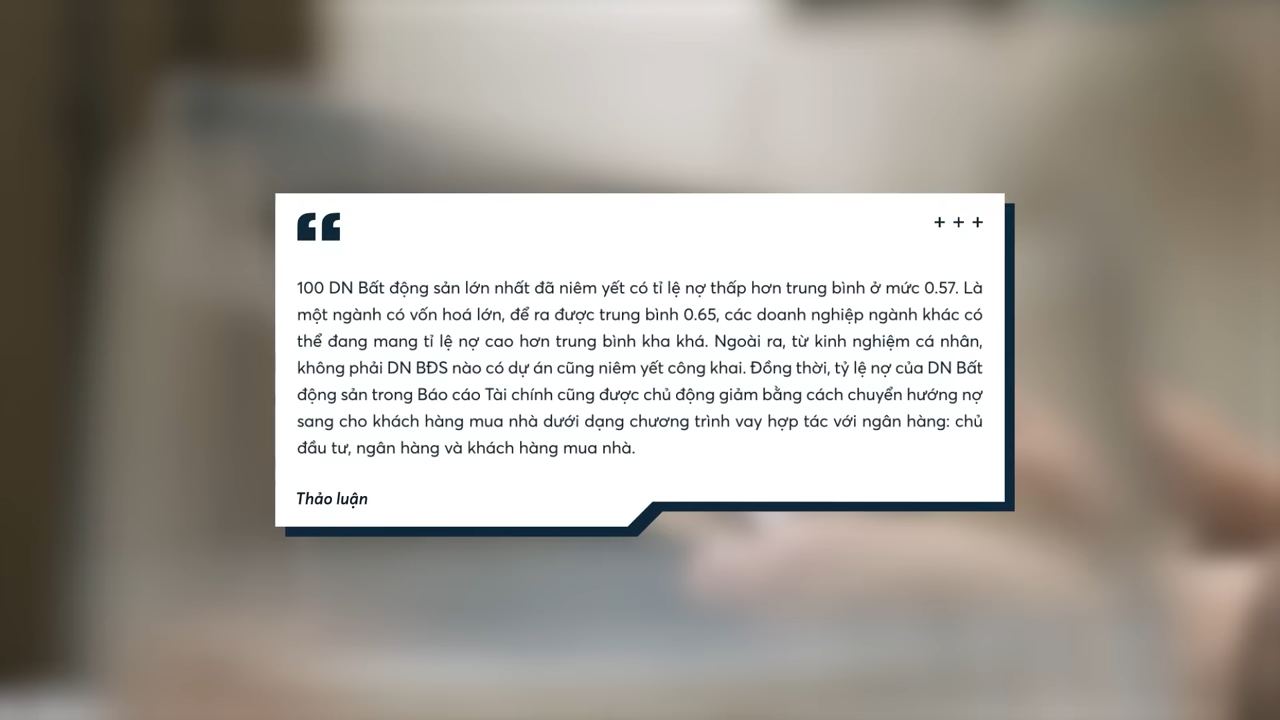 100 DN Bất động sản lớn nhất đã niêm yết có tỉ lệ nợ thấp hơn trung bình ở mức 0.57. Là
một ngành có vốn hoá lớn, để ra được trung bình 0.65, các doanh nghiệp ngành khác có
thể đang mang tỉ lệ nợ cao hơn trung bình kha khá. Ngoài ra, từ kinh nghiệm cá nhân,
không phải DN BĐS nào có dự án cũng niêm yết công khai. Đồng thời, tỷ lệ nợ của DN Bất
động sản trong Báo cáo Tài chính cũng được chủ động giảm bằng cách chuyển hướng nợ
sang cho khách hàng mua nhà dưới dạng chương trình vay hợp tác với ngân hàng: chủ
đầu tư, ngân hàng và khách hàng mua nhà.
Thảo luận